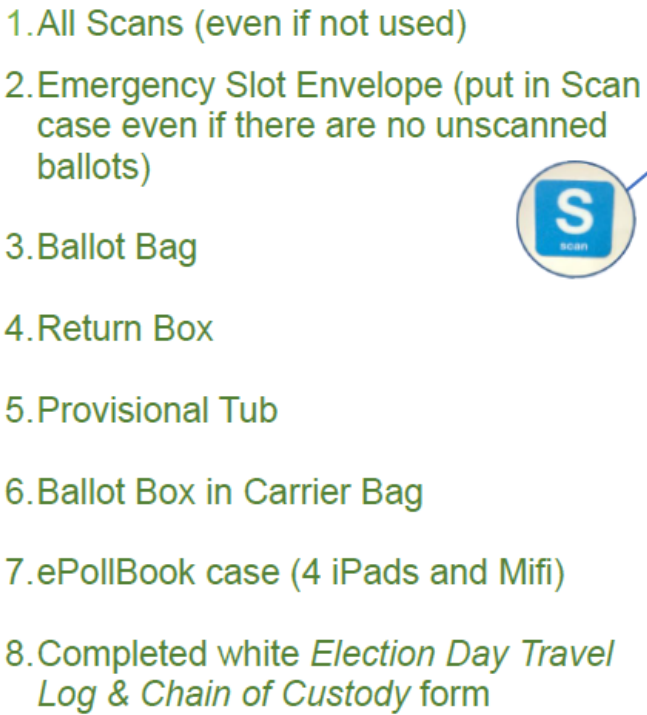 1.All Scans (even if not used)
2.Emergency Slot Envelope (put in Scan
case even if there are no unscanned
ballots)
S
scan
3.Ballot Bag
4.Return Box
5.Provisional Tub
6.Ballot Box in Carrier Bag
7.ePollBook case (4 iPads and Mifi)
8.Completed white Election Day Travel
Log & Chain of Custody form